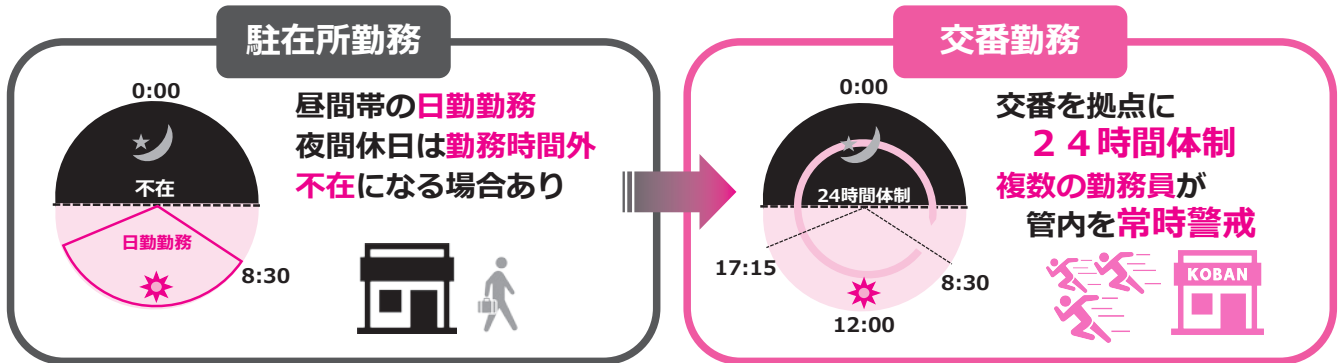 駐在所勤務
0:00
不在
日勤勤務
8:30
昼間帯の日勤勤務
夜間休日は勤務時間外
不在になる場合あり
交番勤務
0:00
24時間体制
17:15
8:30
12:00
交番を拠点に
２４時間体制
複数の勤務員が
管内を常時警戒
KOBAN